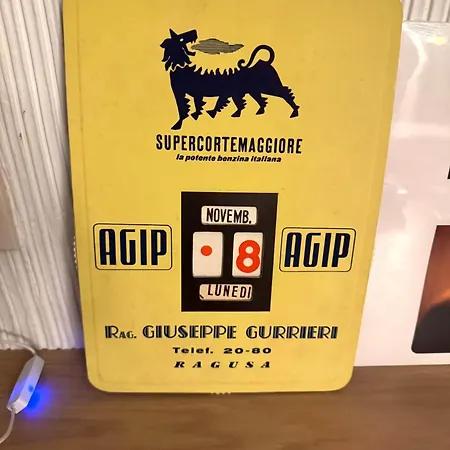 SUPERCORTEMAGGIORE
la potente benzina italiana
NOVEMB.
AGIP • 8 AGIP
LUNEDI
RAG. GIUSEPPE GURRIERI
Telef. 20-80
RAGUSA